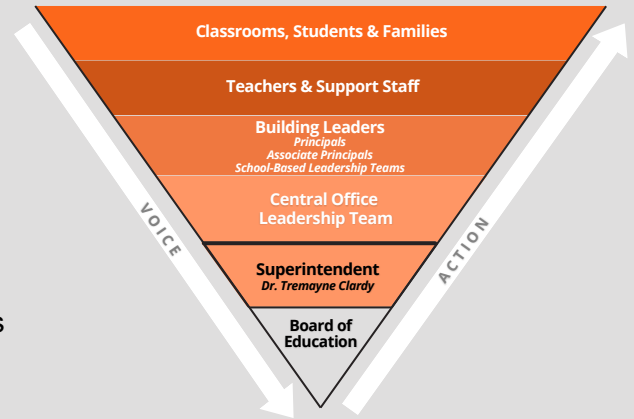 Classrooms, Students & Families
Teachers & Support Staff
Building Leaders
Principals
Associate Principals
School-Based Leadership Teams
Central Office
Leadership Team
VOICE
ACTION
Superintendent
Dr. Tremayne Clardy
s
Board of
Education